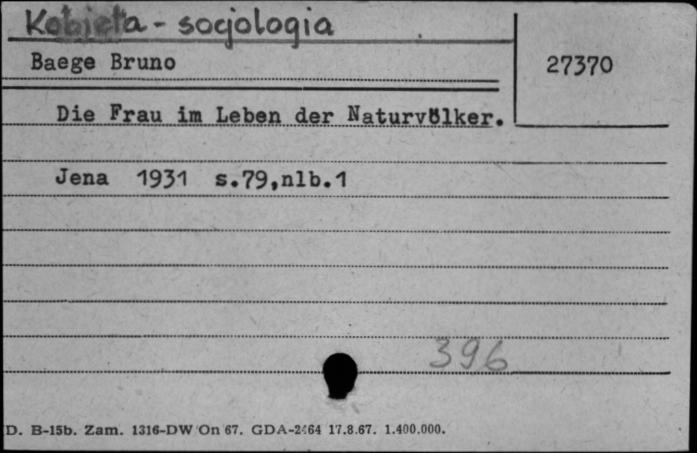 Kobieta - socjologia
Baege Bruno
27370
Die Frau im Leben der Naturvölker.
Jena 1931 s.79,nlb.1
396
D. B-15b. Zam. 1316-DW On 67. GDA-2464 17.8.67. 1.400.000.